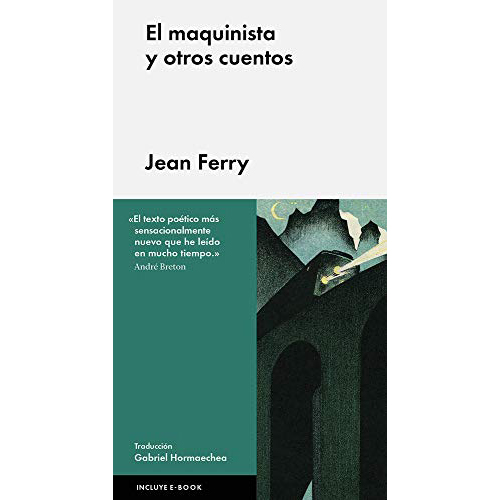 El maquinista
y otros cuentos
Jean Ferry
«El texto poético más
sensacionalmente
nuevo que he leído
en mucho tiempo.»
André Breton
Traducción
Gabriel Hormaechea
INCLUYE E-BOOK